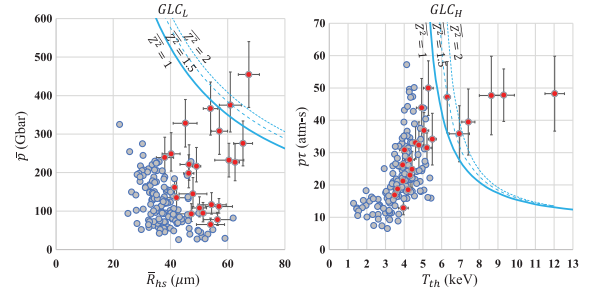 GLC_L
Z̅² = 2
Z̅² = 1.5
Z̅² = 1
600
500
400
300
200
100
0
0
20
40
60
80
p̅ (Gbar)
R̅_hs (μm)
GLC_H
Z̅² = 1
Z̅² = 1.5
Z̅² = 2
70
60
50
40
30
20
10
0
0 1 2 3 4 5 6 7 8 9 10 11 12 13
pτ (atm-s)
T_th (keV)